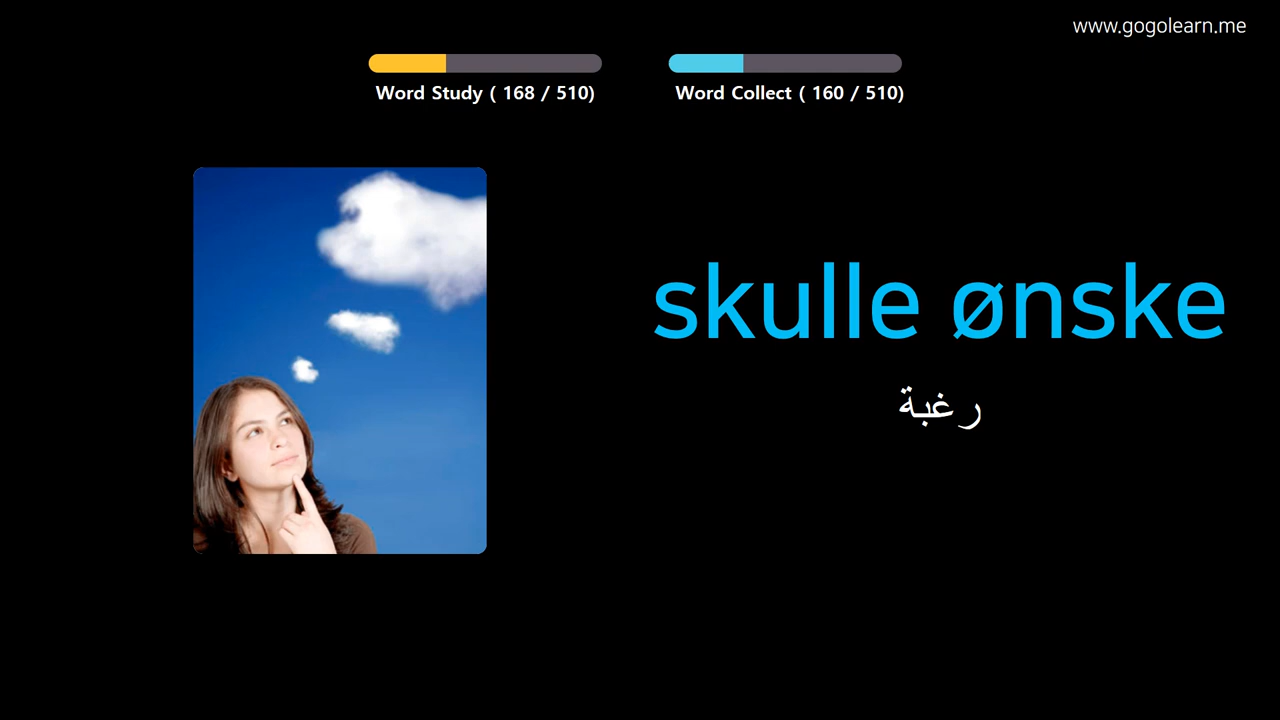 www.gogolearn.me
Word Study ( 168 / 510)
Word Collect ( 160 / 510)
skulle ønske
رغبة